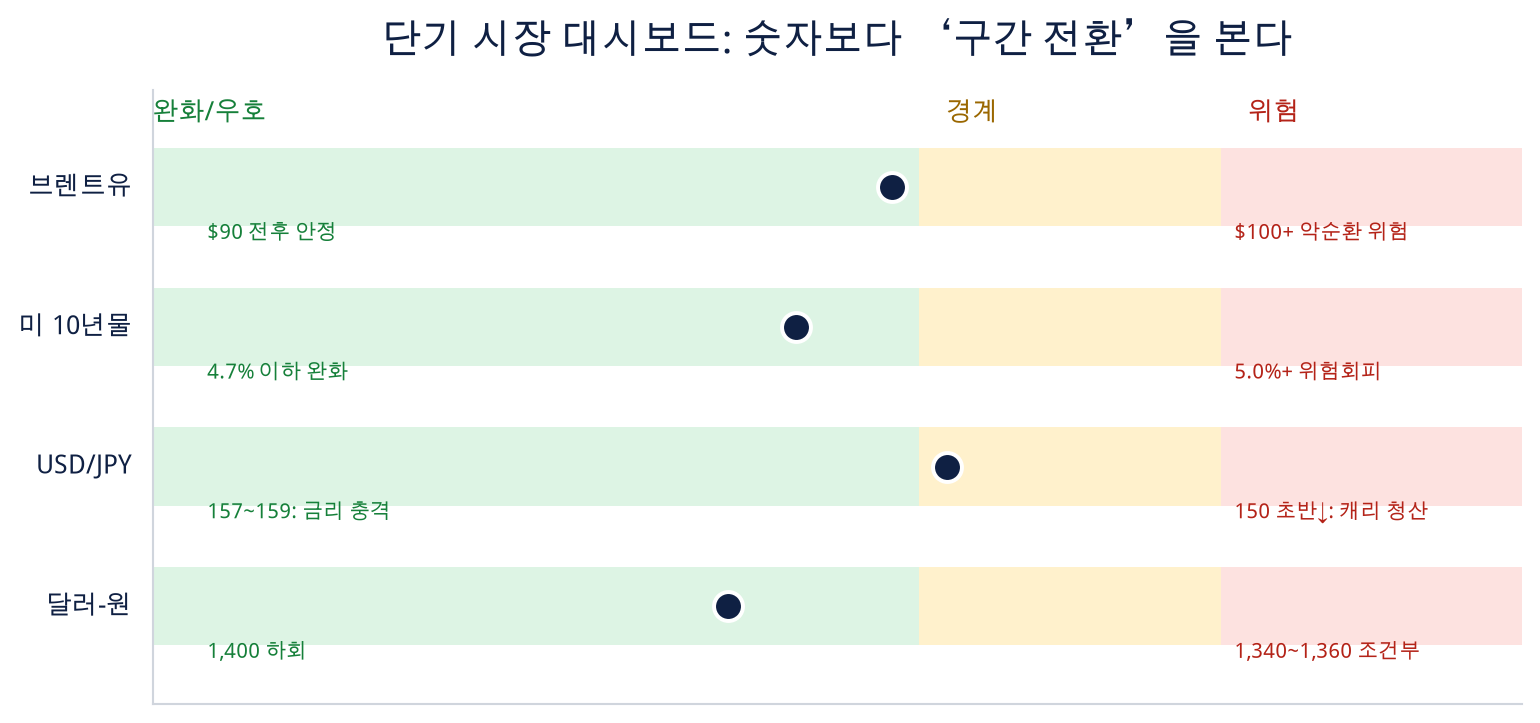 단기 시장 대시보드: 숫자보다 ‘구간 전환’을 본다
완화/우호 경계 위험
브렌트유
$90 전후 안정 $100+ 악순환 위험
미 10년물
4.7% 이하 완화 5.0%+ 위험회피
USD/JPY
157~159: 금리 충격 150 초반↓: 캐리 청산
달러-원
1,400 하회 1,340~1,360 조건부